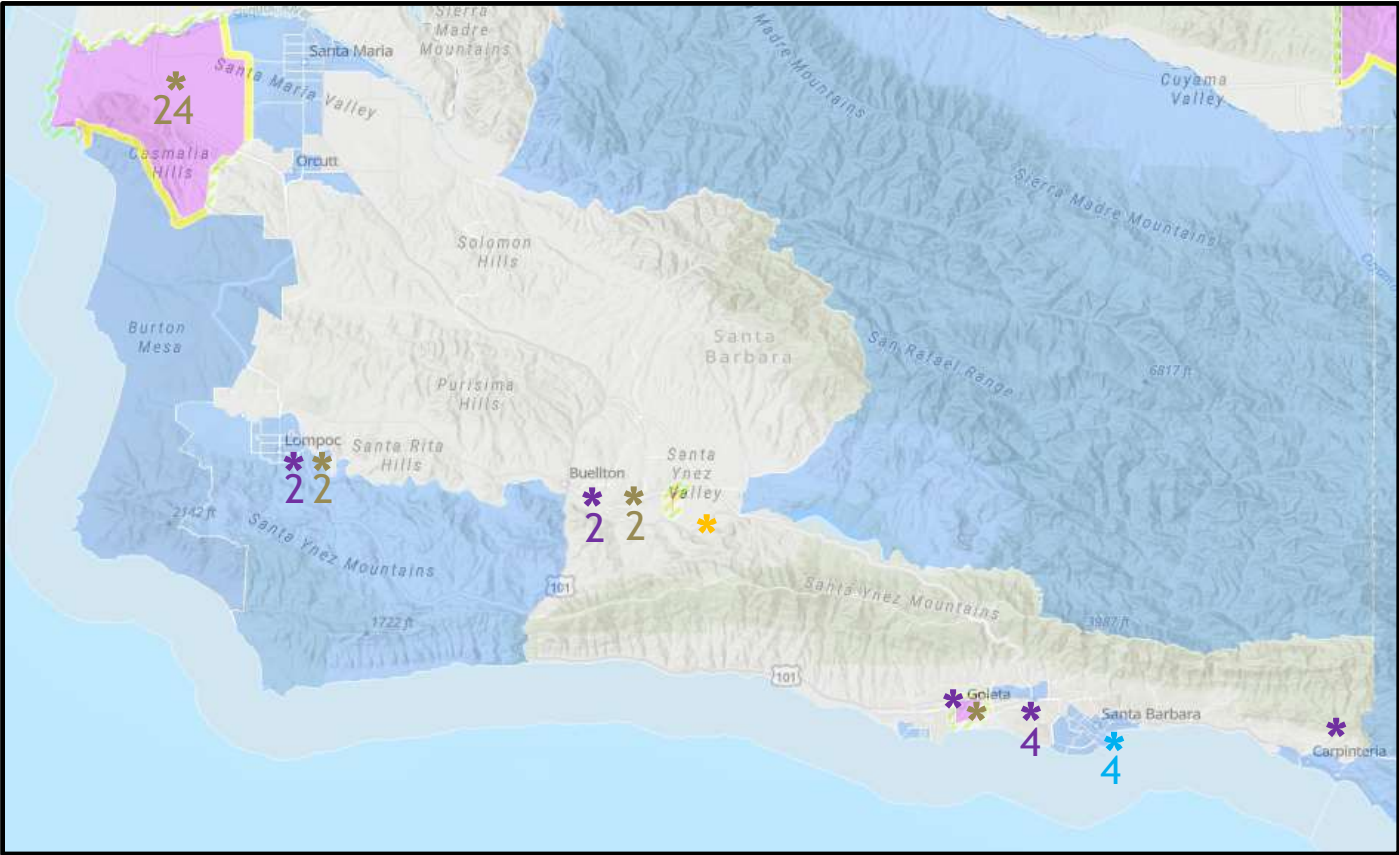 Sierra
Madre
Mountains
Santa Maria
Santa Maria Valley
*
24
Casmalia
Hills
Orcutt
Madre Mountains
Cuyama
Valley
Sierra Madre Mountains
Solomon
Hills
Burton
Mesa
Santa
Barbara
San Rafael Range
6817 ft
Purisima
Hills
Lompoc
Santa Rita
Hills
* *
2 2
Buellton
Santa
Ynez
Valley
* *
2 2
*
2142 ft
Santa Ynez Mountains
101
Santa Ynez Mountains
1722 ft
3987 ft
101
Goleta
* *
*
4
Santa Barbara
*
4
*
Carpinteria